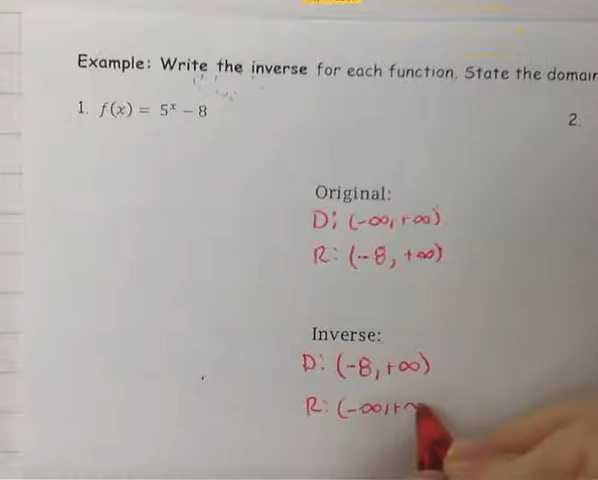 Example: Write the inverse for each function. State the domain
1. f(x) = 5ˣ − 8
2.
Original:
D: (-∞, +∞)
R: (-8, +∞)
Inverse:
D: (-8, +∞)
R: (-∞, +∞